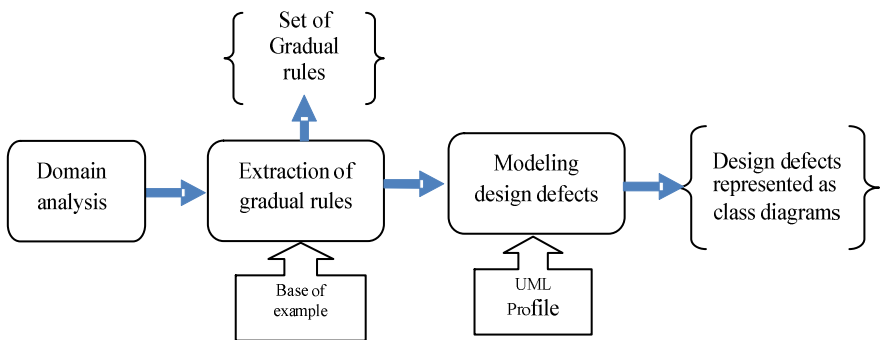 Set of
Gradual
rules
Domain
analysis
Extraction of
gradual rules
Modeling
design defects
Design defects
represented as
class diagrams
Base of
example
UML
Profile